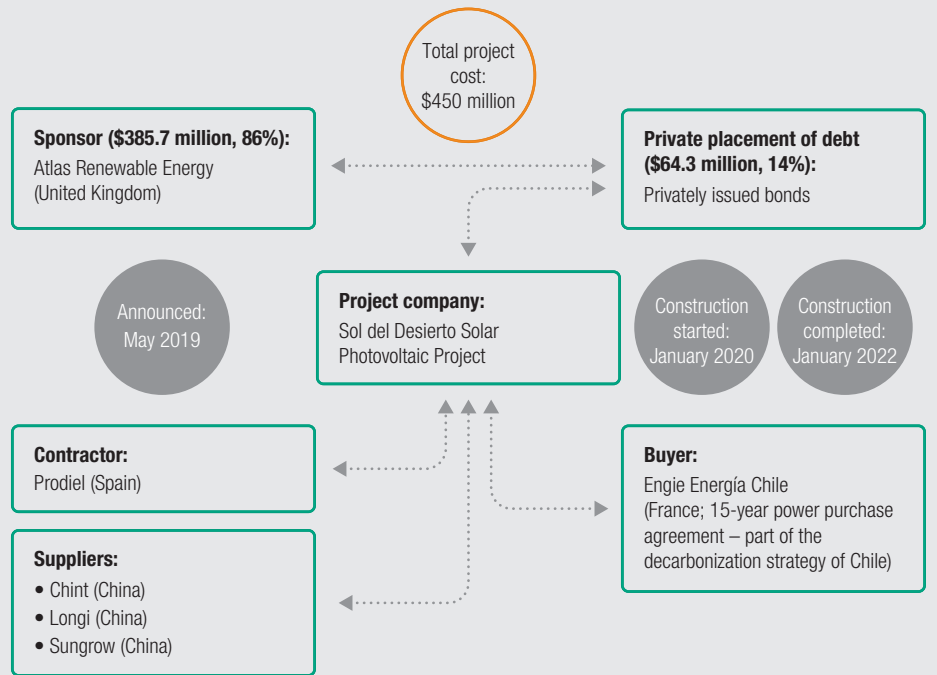 Total project
cost:
$450 million
Sponsor ($385.7 million, 86%):
Atlas Renewable Energy
(United Kingdom)
Private placement of debt
($64.3 million, 14%):
Privately issued bonds
Announced:
May 2019
Project company:
Sol del Desierto Solar
Photovoltaic Project
Construction
started:
January 2020
Construction
completed:
January 2022
Contractor:
Prodiel (Spain)
Buyer:
Engie Energía Chile
(France; 15-year power purchase
agreement – part of the
decarbonization strategy of Chile)
Suppliers:
• Chint (China)
• Longi (China)
• Sungrow (China)